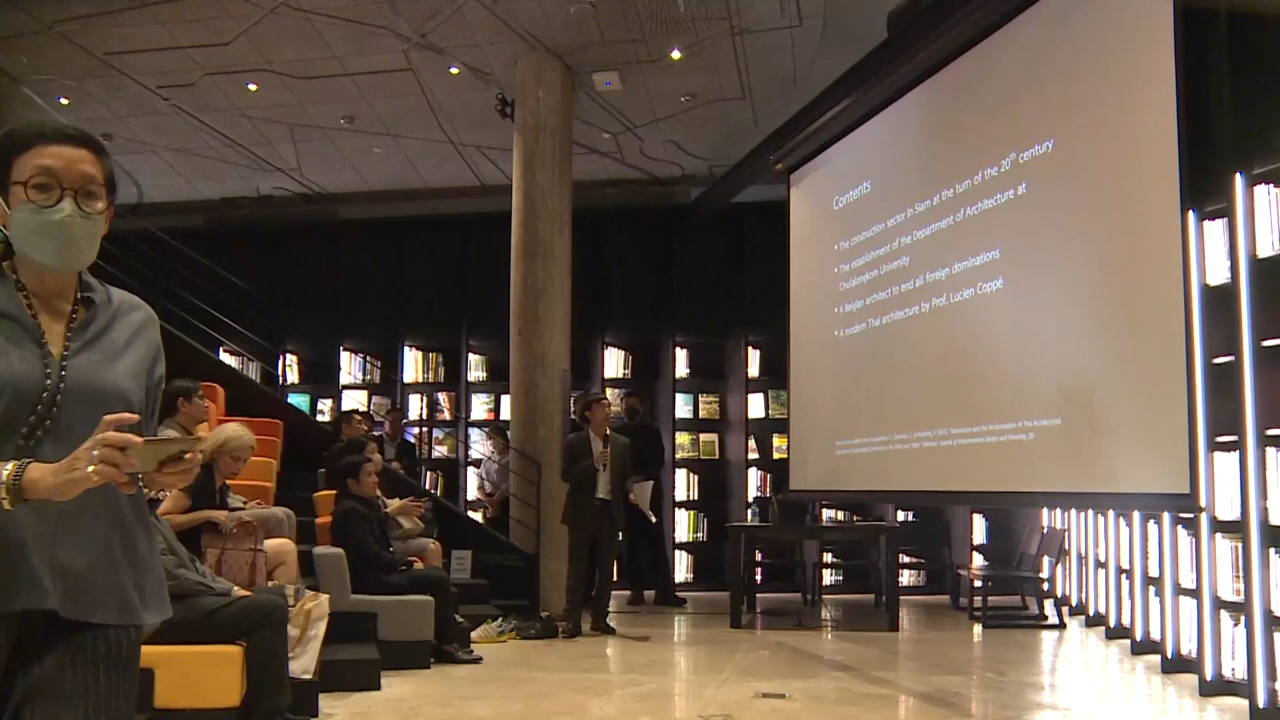 Contents
• The construction sector in Siam at the turn of the 20th century
• The establishment of the Department of Architecture at
Chulalongkorn University
• A Belgian architect to end all foreign dominations
• A modern Thai architecture by Prof. Lucien Coppé